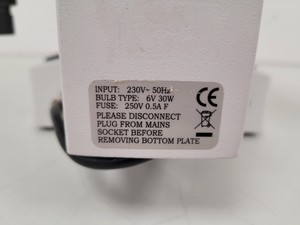 INPUT: 230V~ 50Hz
BULB TYPE: 6V 30W
FUSE: 250V 0.5A F
PLEASE DISCONNECT
PLUG FROM MAINS
SOCKET BEFORE
REMOVING BOTTOM PLATE
CE